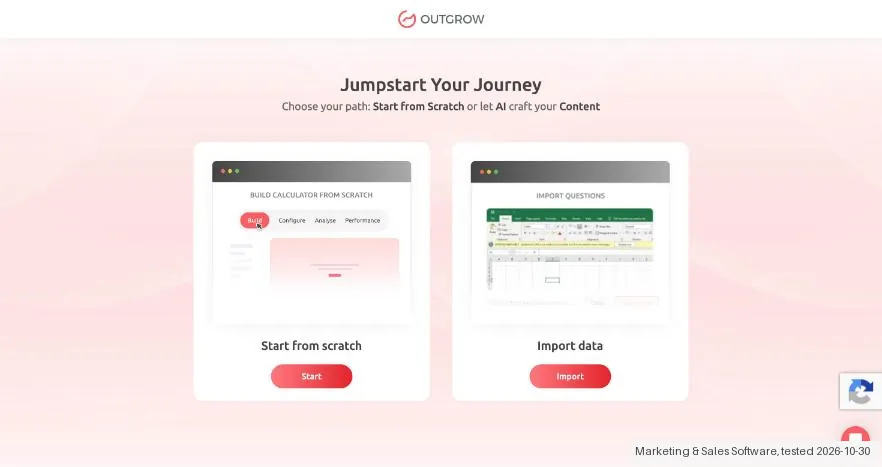 OUTGROW
Jumpstart Your Journey
Choose your path: Start from Scratch or let AI craft your Content
BUILD CALCULATOR FROM SCRATCH
Build Configure Analyse Performance
IMPORT QUESTIONS
Start from scratch
Import data
Start
Import
Marketing & Sales Software, tested 2026-10-30